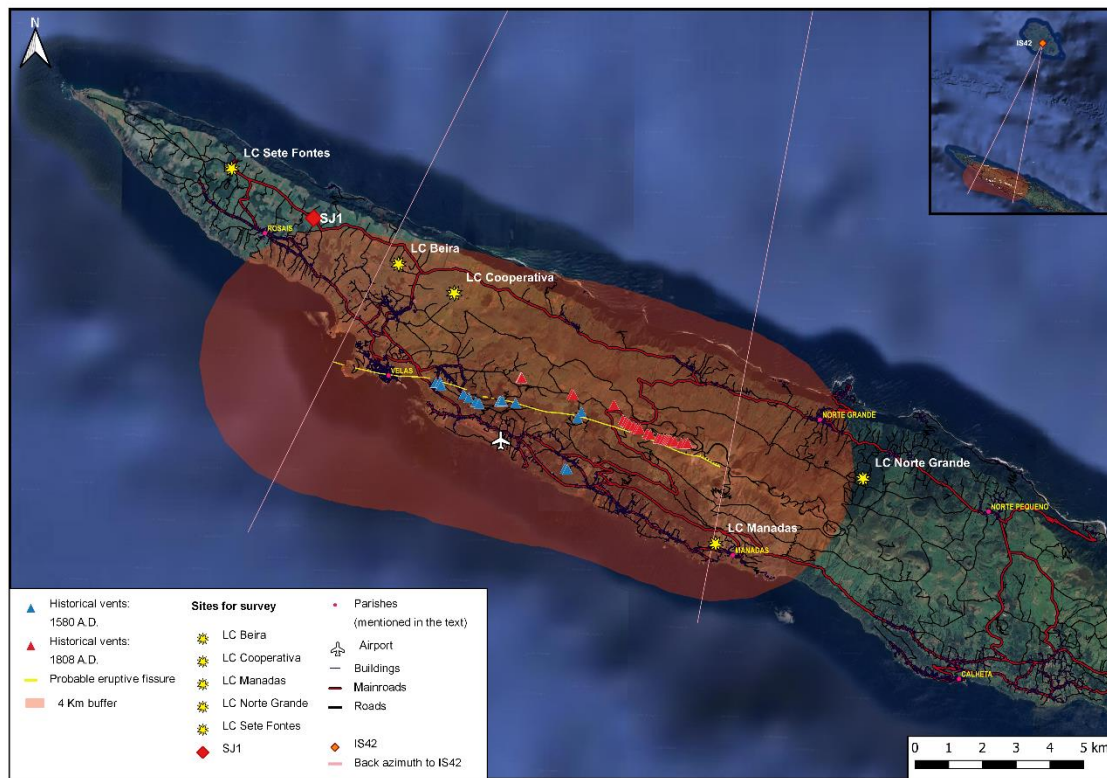 N
IS42
LC Sete Fontes
SJ1
ROSAIS
LC Beira
LC Cooperativa
VELAS
NORTE GRANDE
LC Norte Grande
NORTE PEQUENO
LC Manadas
MANADAS
CALHETA
Historical vents:
1580 A.D.
Historical vents:
1808 A.D.
Probable eruptive fissure
4 Km buffer
Sites for survey
LC Beira
LC Cooperativa
LC Manadas
LC Norte Grande
LC Sete Fontes
SJ1
Parishes
(mentioned in the text)
Airport
Buildings
Mainroads
Roads
IS42
Back azimuth to IS42
0 1 2 3 4 5 km